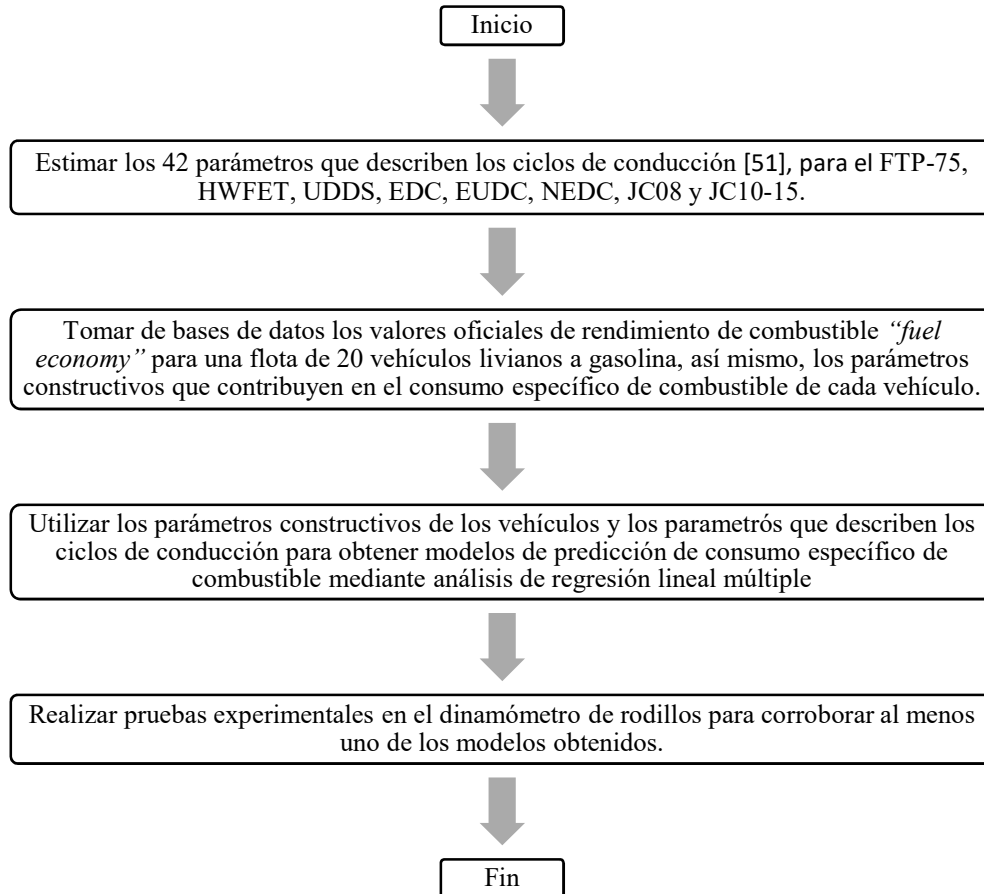 Inicio
Estimar los 42 parámetros que describen los ciclos de conducción [51], para el FTP-75,
HWFET, UDDS, EDC, EUDC, NEDC, JC08 y JC10-15.
Tomar de bases de datos los valores oficiales de rendimiento de combustible “fuel
economy” para una flota de 20 vehículos livianos a gasolina, así mismo, los parámetros
constructivos que contribuyen en el consumo específico de combustible de cada vehículo.
Utilizar los parámetros constructivos de los vehículos y los parametrós que describen los
ciclos de conducción para obtener modelos de predicción de consumo específico de
combustible mediante análisis de regresión lineal múltiple
Realizar pruebas experimentales en el dinamómetro de rodillos para corroborar al menos
uno de los modelos obtenidos.
Fin